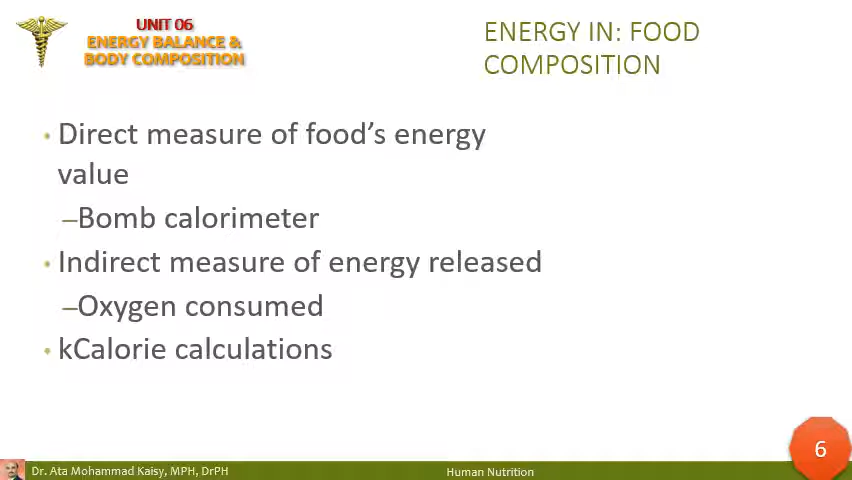 UNIT 06
ENERGY BALANCE &
BODY COMPOSITION
ENERGY IN: FOOD
COMPOSITION
• Direct measure of food's energy
value
–Bomb calorimeter
• Indirect measure of energy released
–Oxygen consumed
• kCalorie calculations
6
Dr. Ata Mohammad Kaisy, MPH, DrPH
Human Nutrition